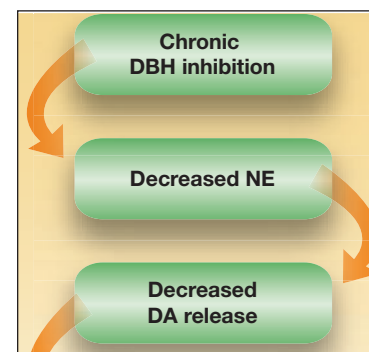 Chronic
DBH inhibition
Decreased NE
Decreased
DA release